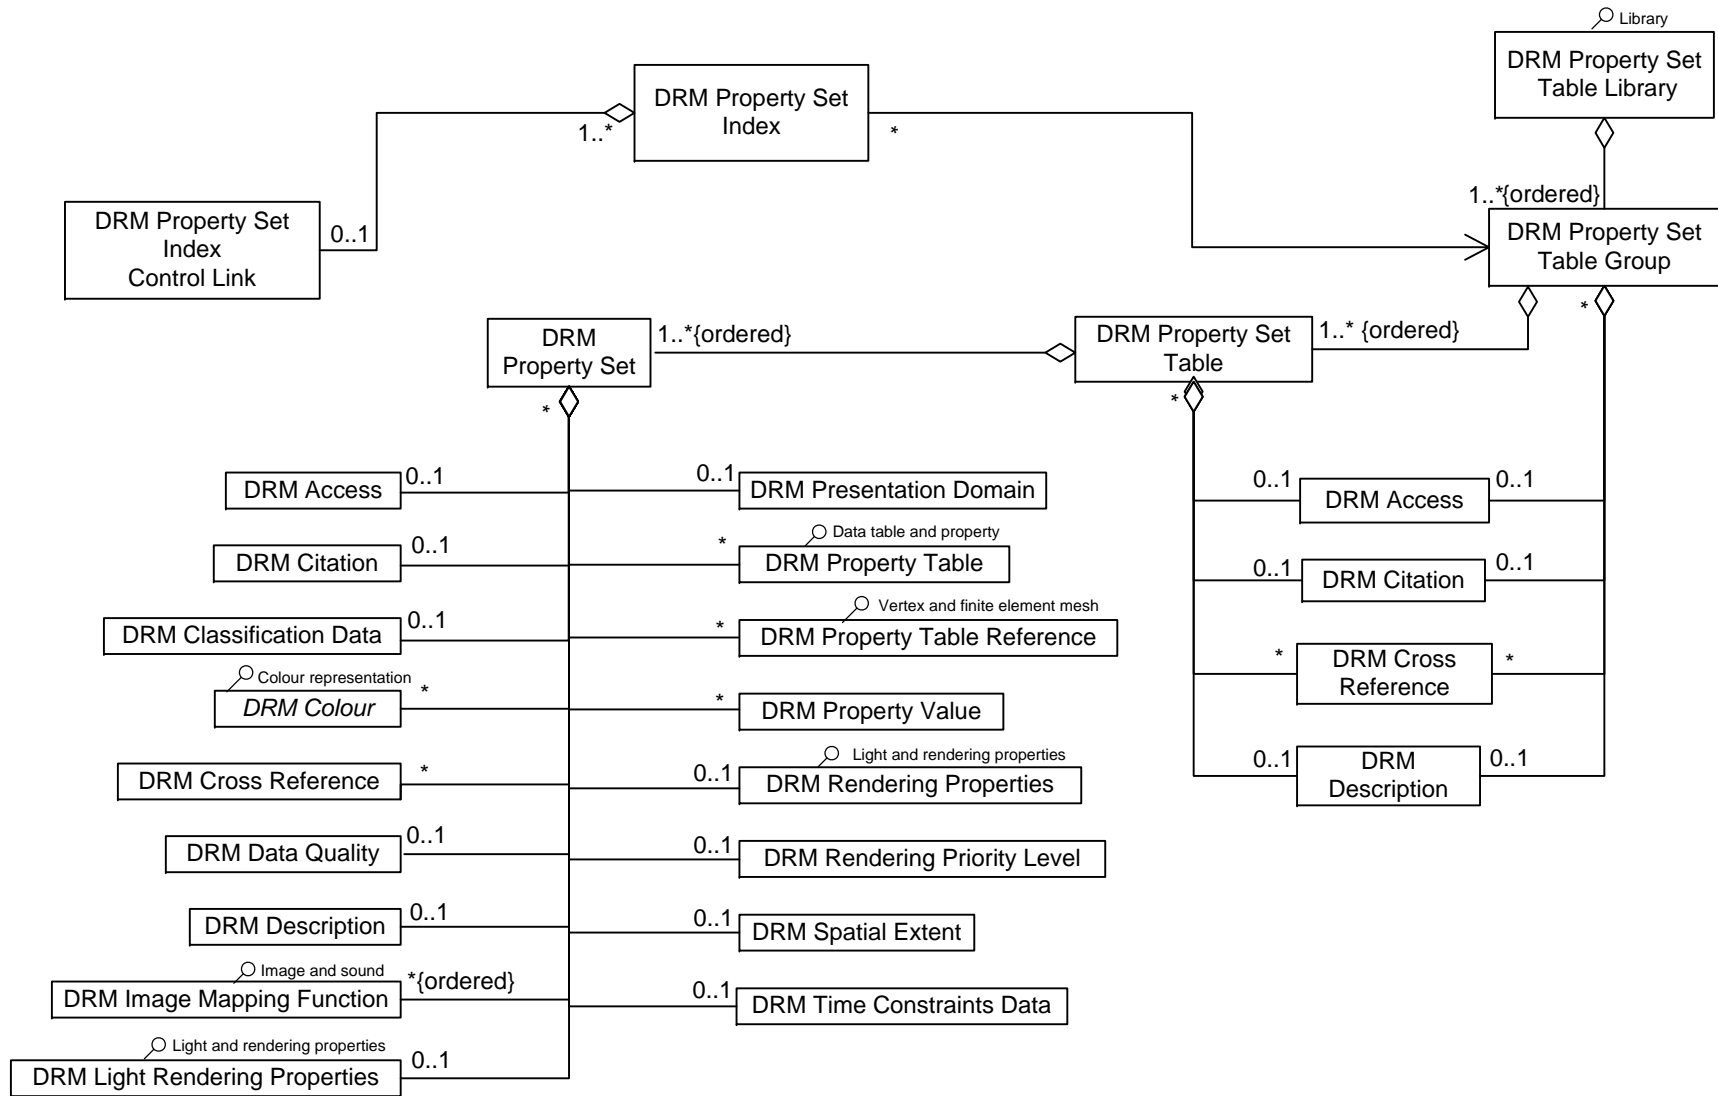 Library
DRM Property Set
Table Library
DRM Property Set
Index
1..*
*
1..*{ordered}
DRM Property Set
Index
Control Link
0..1
DRM Property Set
Table Group
*
DRM
Property Set
1..*{ordered}
DRM Property Set
Table
1..* {ordered}
*
*
DRM Access
0..1
0..1
DRM Presentation Domain
0..1
DRM Access
0..1
Data table and property
DRM Citation
0..1
*
DRM Property Table
0..1
DRM Citation
0..1
Vertex and finite element mesh
DRM Classification Data
0..1
*
DRM Property Table Reference
*
DRM Cross
Reference
*
Colour representation
DRM Colour
*
*
DRM Property Value
Light and rendering properties
DRM Cross Reference
*
0..1
DRM Rendering Properties
0..1
DRM
Description
0..1
DRM Data Quality
0..1
0..1
DRM Rendering Priority Level
DRM Description
0..1
0..1
DRM Spatial Extent
Image and sound
DRM Image Mapping Function
*{ordered}
0..1
DRM Time Constraints Data
Light and rendering properties
DRM Light Rendering Properties
0..1